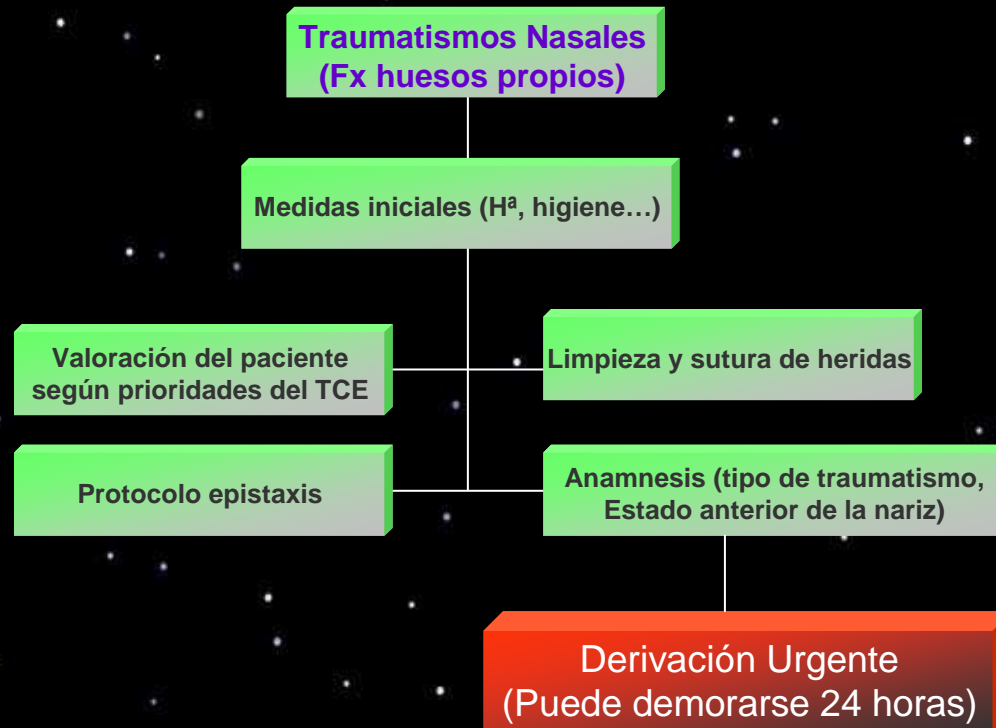 Traumatismos Nasales
(Fx huesos propios)
Medidas iniciales (Hª, higiene…)
Valoración del paciente
según prioridades del TCE
Limpieza y sutura de heridas
Protocolo epistaxis
Anamnesis (tipo de traumatismo,
Estado anterior de la nariz)
Derivación Urgente
(Puede demorarse 24 horas)